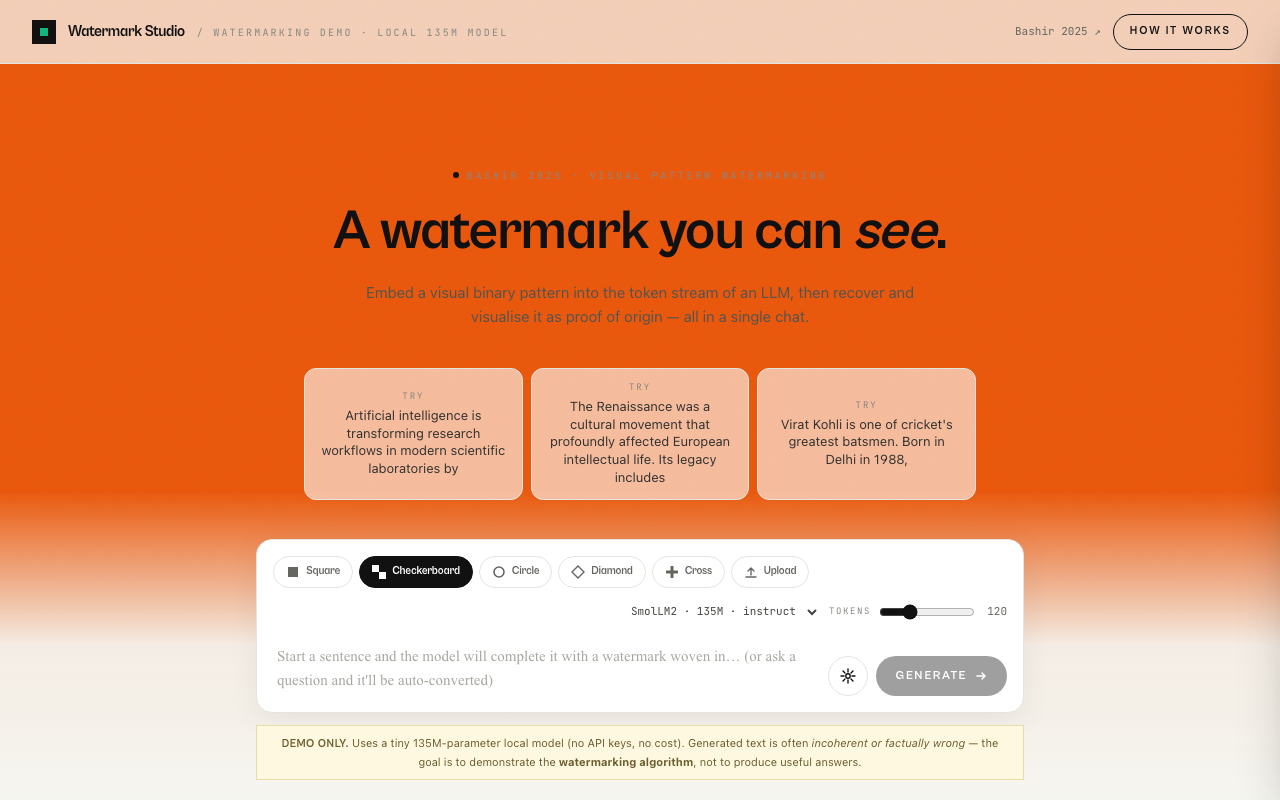 Watermark Studio / WATERMARKING DEMO · LOCAL 135M MODEL
Bashir 2025 ↗
HOW IT WORKS
BASHIR 2025 · VISUAL PATTERN WATERMARKING
A watermark you can see.
Embed a visual binary pattern into the token stream of an LLM, then recover and
visualise it as proof of origin — all in a single chat.
TRY
Artificial intelligence is
transforming research
workflows in modern scientific
laboratories by
TRY
The Renaissance was a
cultural movement that
profoundly affected European
intellectual life. Its legacy
includes
TRY
Virat Kohli is one of cricket's
greatest batsmen. Born in
Delhi in 1988,
Square
Checkerboard
Circle
Diamond
Cross
Upload
SmolLM2 · 135M · instruct
TOKENS
120
Start a sentence and the model will complete it with a watermark woven in… (or ask a
question and it'll be auto-converted)
GENERATE →
DEMO ONLY. Uses a tiny 135M-parameter local model (no API keys, no cost). Generated text is often incoherent or factually wrong — the
goal is to demonstrate the watermarking algorithm, not to produce useful answers.